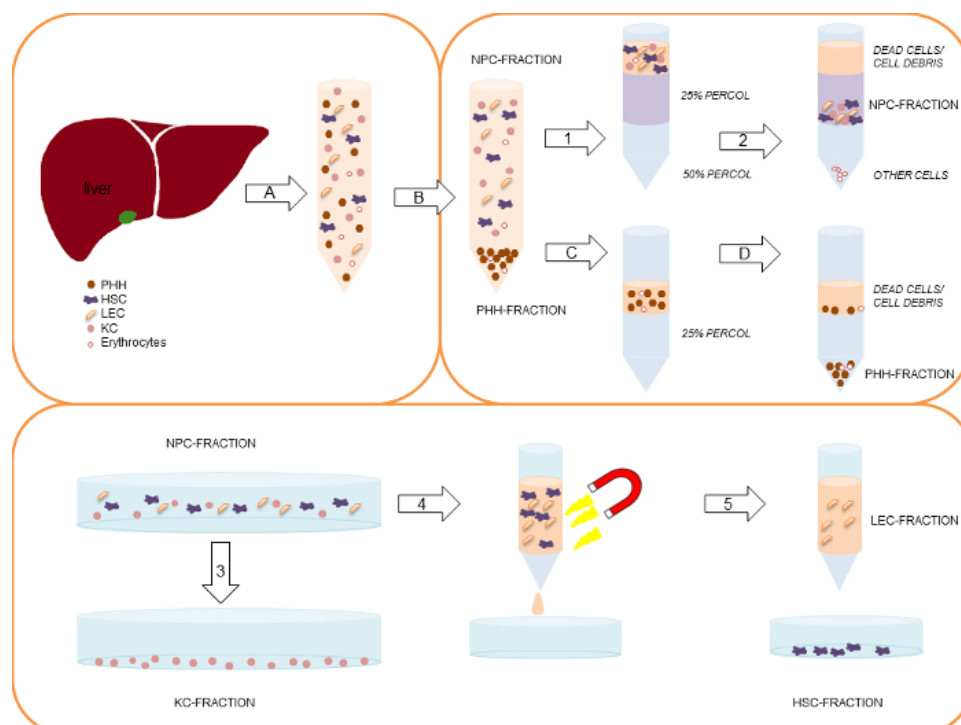 liver
A
PHH
HSC
LEC
KC
Erythrocytes
B
NPC-FRACTION
PHH-FRACTION
1
25% PERCOL
50% PERCOL
2
DEAD CELLS/
CELL DEBRIS
NPC-FRACTION
OTHER CELLS
C
25% PERCOL
D
DEAD CELLS/
CELL DEBRIS
PHH-FRACTION
NPC-FRACTION
3
KC-FRACTION
4
5
LEC-FRACTION
HSC-FRACTION